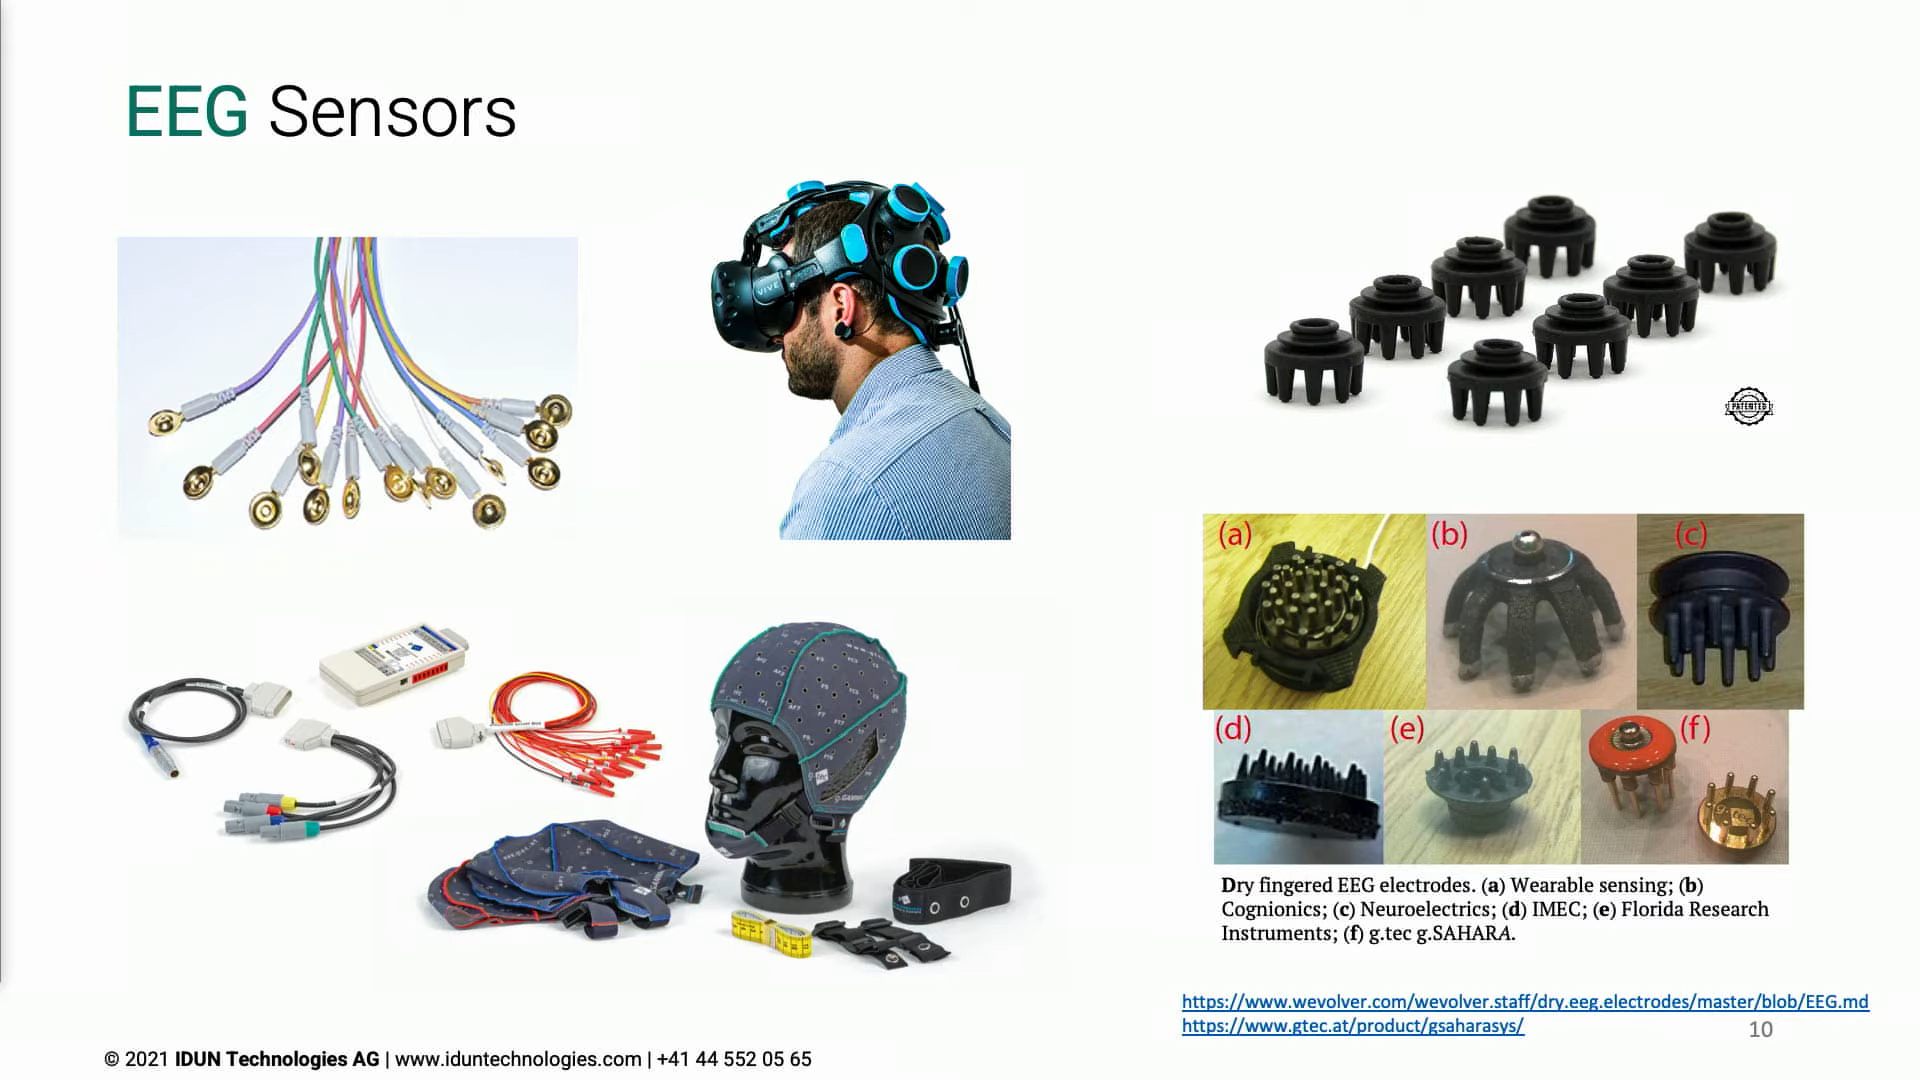 EEG Sensors
VIVE
PATENTED
(a)
(b)
(c)
(d)
(e)
(f)
Dry fingered EEG electrodes. (a) Wearable sensing; (b)
Cognionics; (c) Neuroelectrics; (d) IMEC; (e) Florida Research
Instruments; (f) g.tec g.SAHARA.
https://www.wevolver.com/wevolver.staff/dry.eeg.electrodes/master/blob/EEG.md
https://www.gtec.at/product/gsaharasys/
10
© 2021 IDUN Technologies AG | www.iduntechnologies.com | +41 44 552 05 65